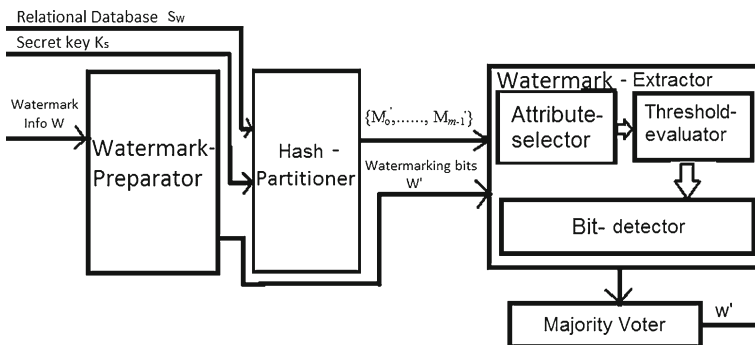 Relational Database Sw
Secret key Ks
Watermark
Info W
Watermark-
Preparator
Hash -
Partitioner
{M₀',......, Mm-1'}
Watermarking bits
W'
Watermark - Extractor
Attribute-
selector
Threshold-
evaluator
Bit- detector
Majority Voter
W'